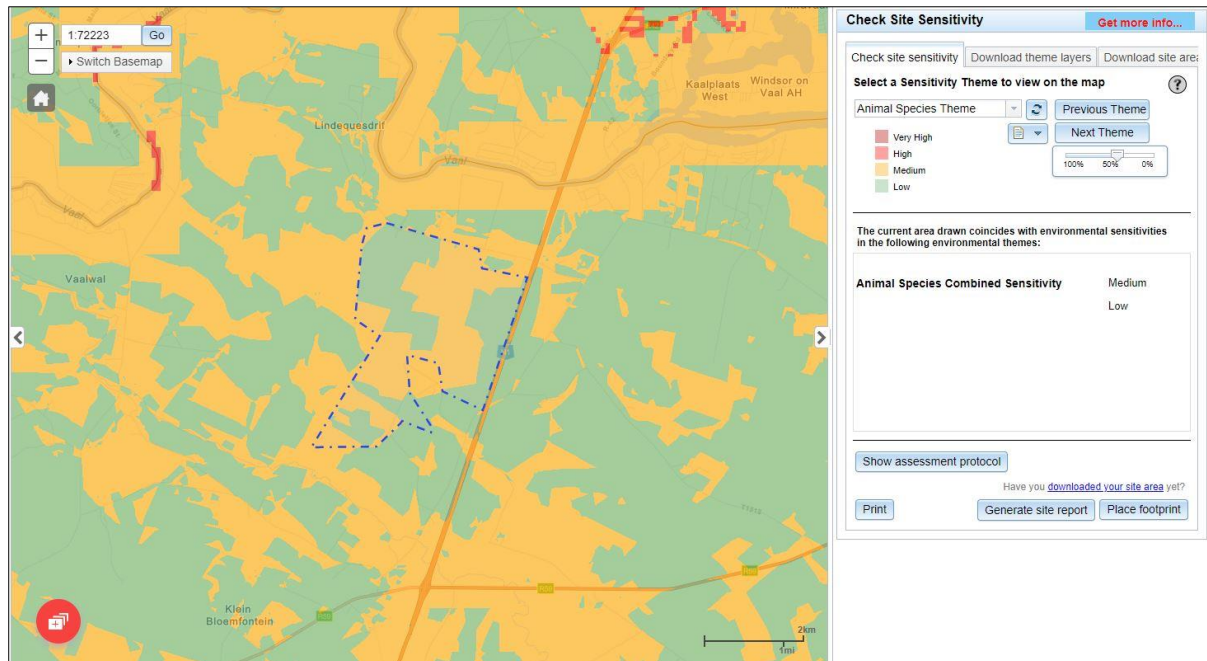 +
1:72223
Go
−
Switch Basemap
Kaalplaats
West
Windsor on
Vaal AH
Lindequesdrif
Vaal
Vaal
Vaalwal
Klein
Bloemfontein
2km
1mi
Check Site Sensitivity
Get more info...
Check site sensitivity
Download theme layers
Download site area
Select a Sensitivity Theme to view on the map
?
Animal Species Theme
Previous Theme
Next Theme
Very High
High
Medium
Low
100%
50%
0%
The current area drawn coincides with environmental sensitivities
in the following environmental themes:
Animal Species Combined Sensitivity
Medium
Low
Show assessment protocol
Have you downloaded your site area yet?
Print
Generate site report
Place footprint